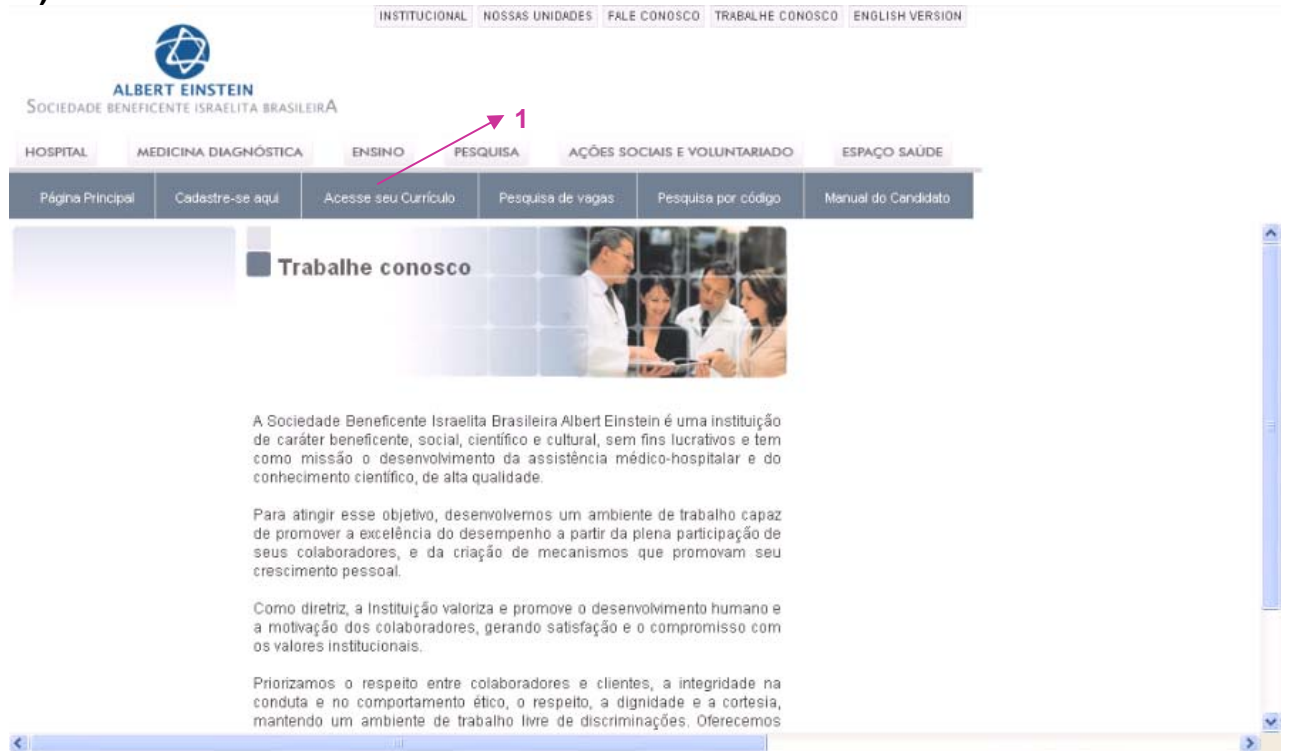 INSTITUCIONAL NOSSAS UNIDADES FALE CONOSCO TRABALHE CONOSCO ENGLISH VERSION
ALBERT EINSTEIN
SOCIEDADE BENEFICENTE ISRAELITA BRASILEIRA
1
HOSPITAL MEDICINA DIAGNÓSTICA ENSINO PESQUISA AÇÕES SOCIAIS E VOLUNTARIADO ESPAÇO SAÚDE
Página Principal Cadastre-se aqui Acesse seu Currículo Pesquisa de vagas Pesquisa por código Manual do Candidato
Trabalhe conosco
A Sociedade Beneficente Israelita Brasileira Albert Einstein é uma instituição
de caráter beneficente, social, científico e cultural, sem fins lucrativos e tem
como missão o desenvolvimento da assistência médico-hospitalar e do
conhecimento científico, de alta qualidade.
Para atingir esse objetivo, desenvolvemos um ambiente de trabalho capaz
de promover a excelência do desempenho a partir da plena participação de
seus colaboradores, e da criação de mecanismos que promovam seu
crescimento pessoal.
Como diretriz, a Instituição valoriza e promove o desenvolvimento humano e
a motivação dos colaboradores, gerando satisfação e o compromisso com
os valores institucionais.
Priorizamos o respeito entre colaboradores e clientes, a integridade na
conduta e no comportamento ético, o respeito, a dignidade e a cortesia,
mantendo um ambiente de trabalho livre de discriminações. Oferecemos